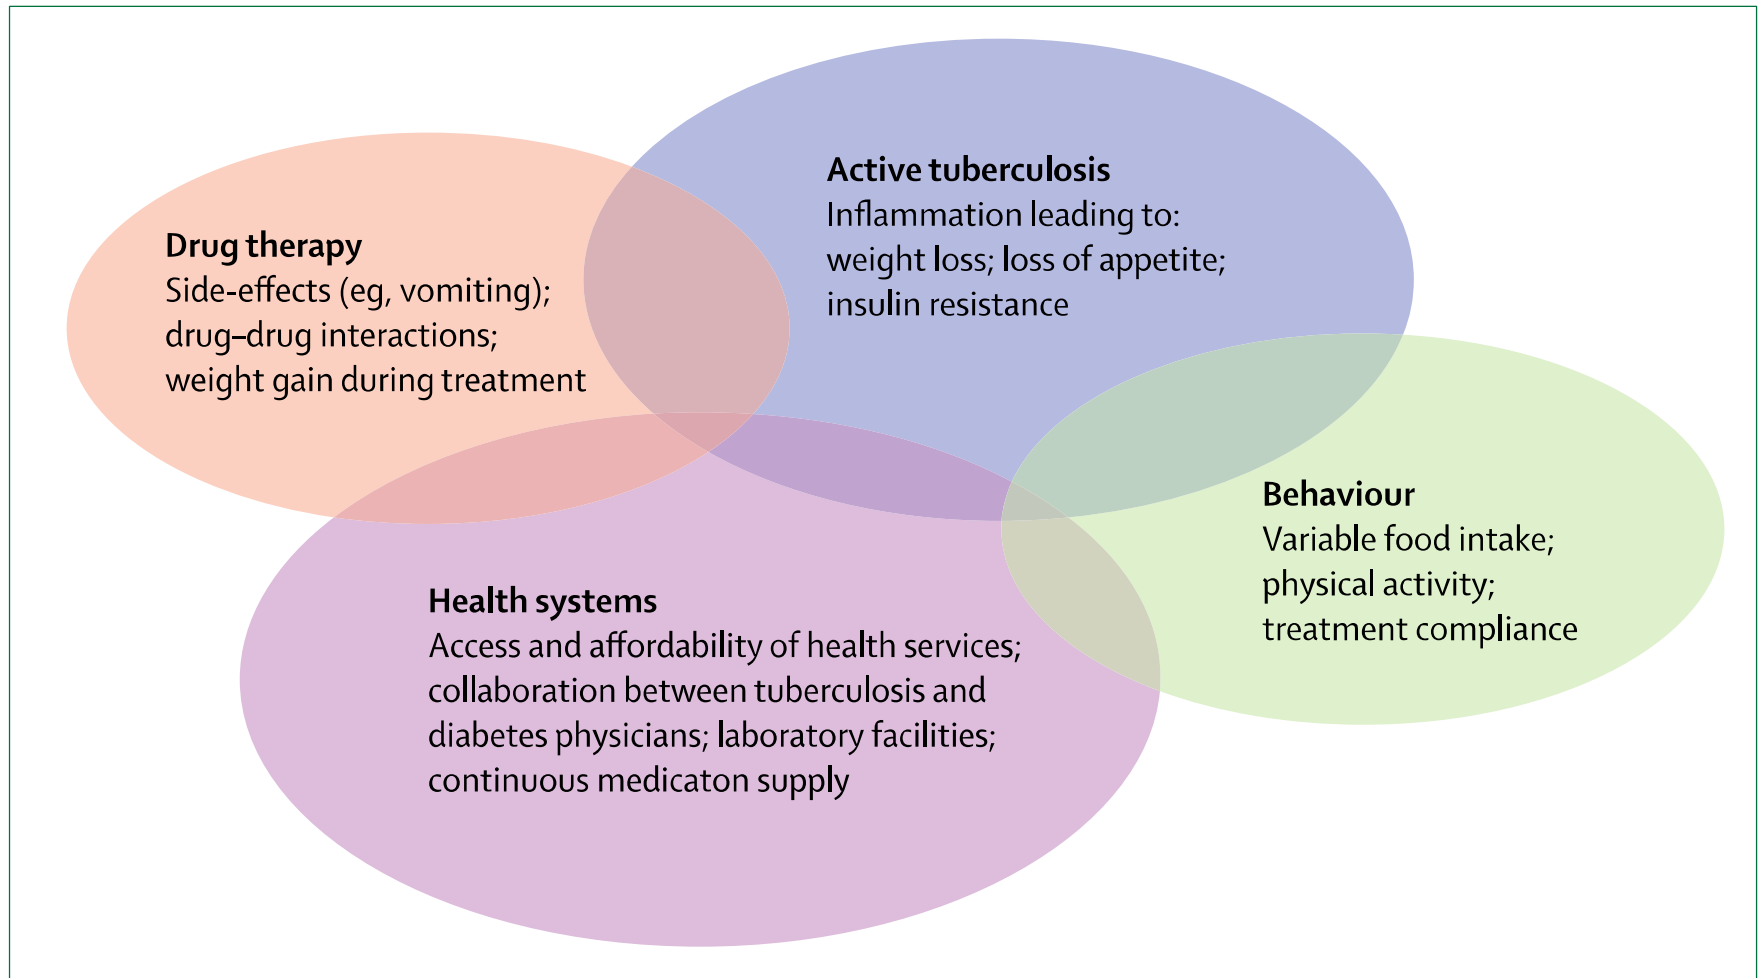 Active tuberculosis
Inflammation leading to:
weight loss; loss of appetite;
insulin resistance
Drug therapy
Side-effects (eg, vomiting);
drug–drug interactions;
weight gain during treatment
Behaviour
Variable food intake;
physical activity;
treatment compliance
Health systems
Access and affordability of health services;
collaboration between tuberculosis and
diabetes physicians; laboratory facilities;
continuous medicaton supply